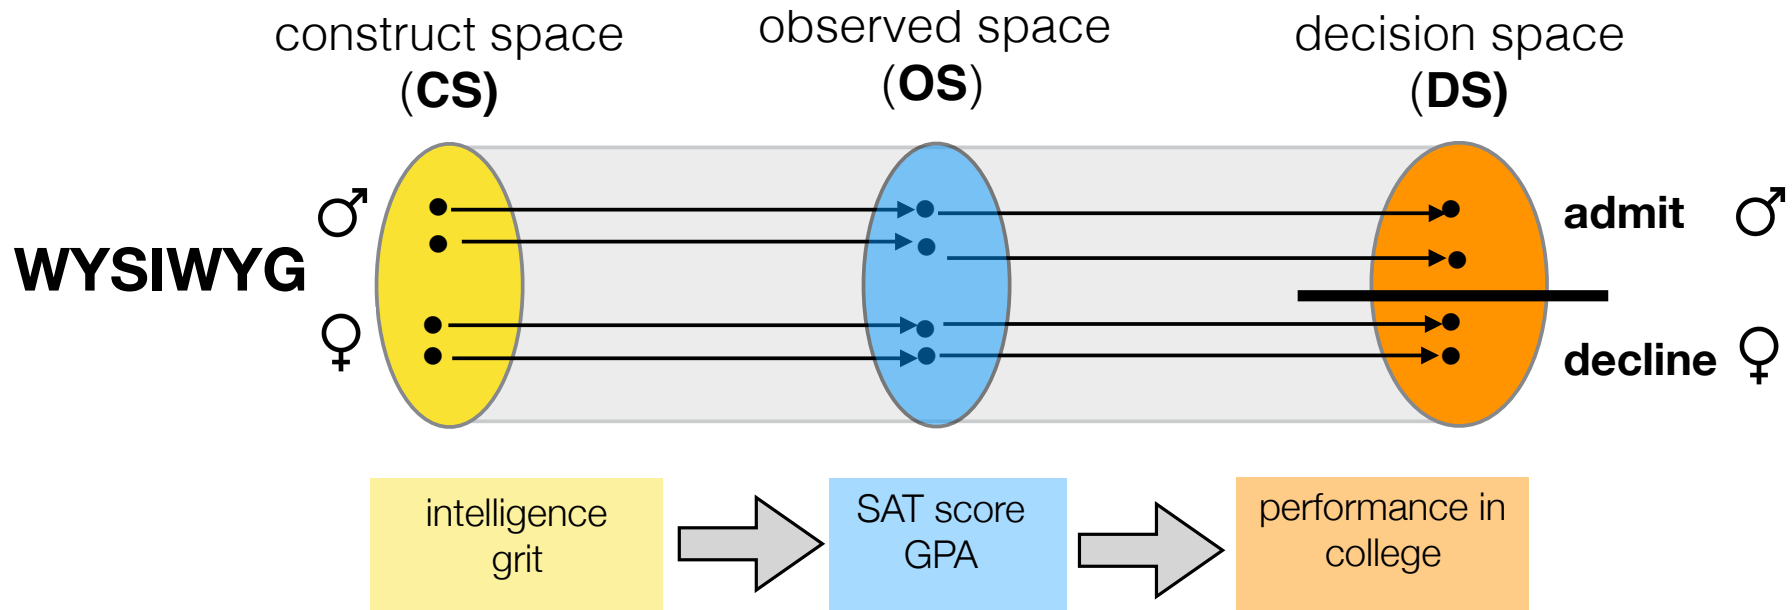 construct space
(CS)
observed space
(OS)
decision space
(DS)
WYSIWYG
♂
♀
admit ♂
decline ♀
intelligence
grit
SAT score
GPA
performance in
college